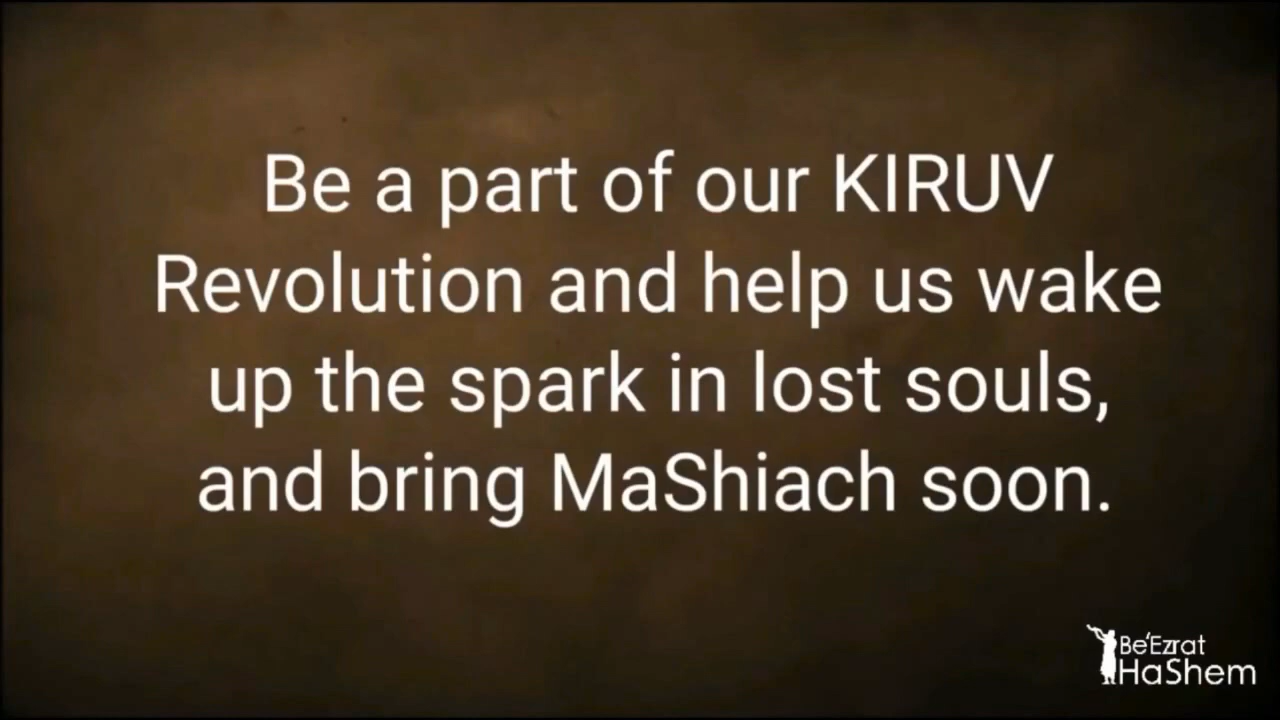 Be a part of our KIRUV
Revolution and help us wake
up the spark in lost souls,
and bring MaShiach soon.
Be'Ezrat
HaShem